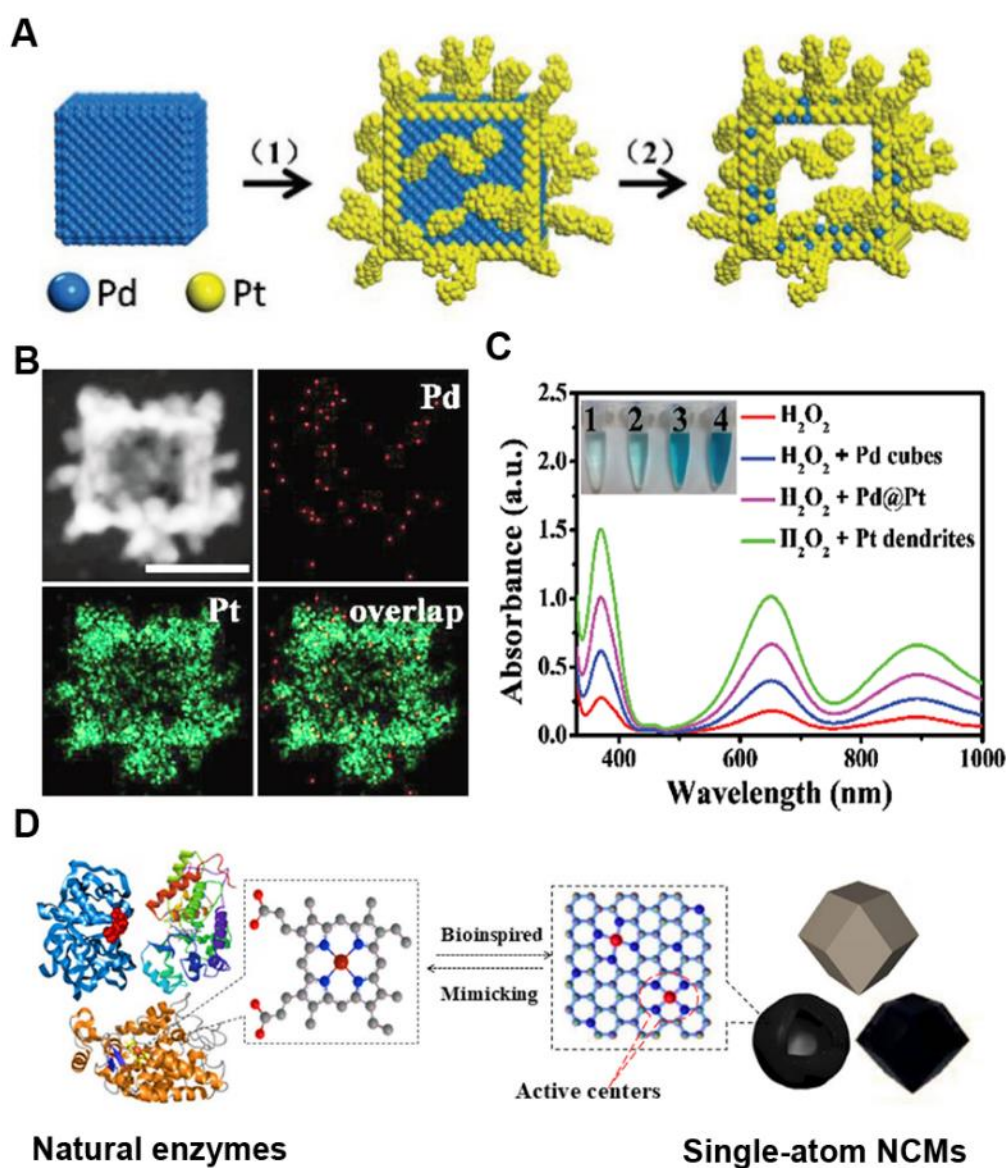 A
(1)
(2)
Pd
Pt
B
Pd
Pt
overlap
C
2.5
2.0
1.5
1.0
0.5
0.0
Absorbance (a.u.)
1 2 3 4
H₂O₂
H₂O₂ + Pd cubes
H₂O₂ + Pd@Pt
H₂O₂ + Pt dendrites
400 600 800 1000
Wavelength (nm)
D
Bioinspired
Mimicking
Active centers
Natural enzymes
Single-atom NCMs